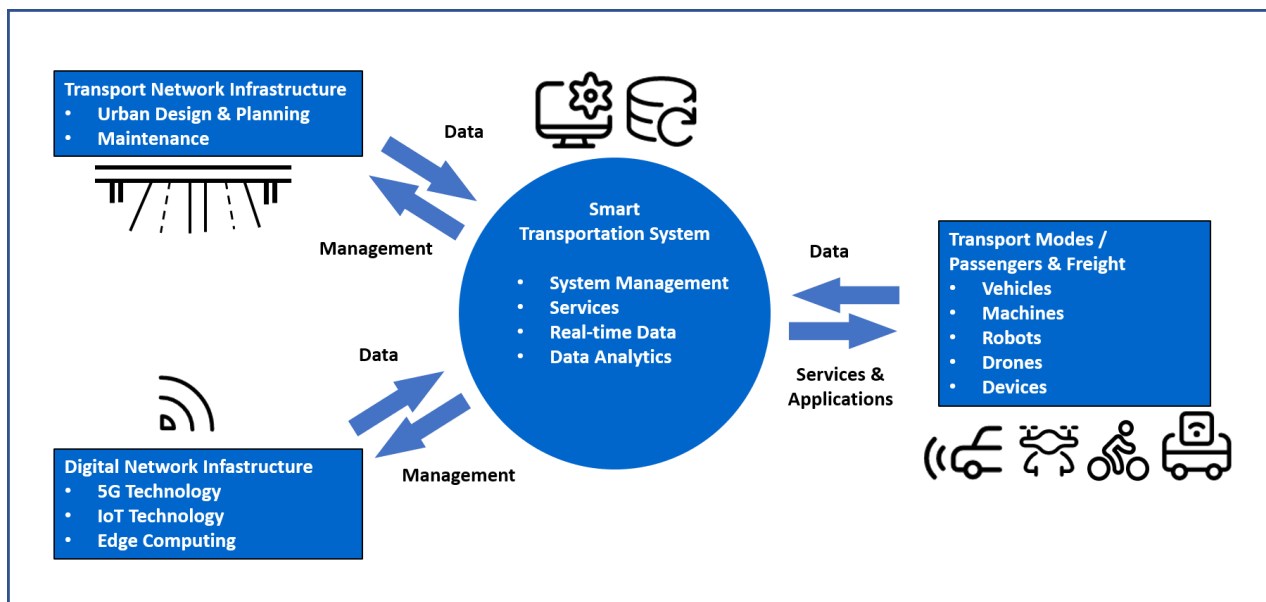 Transport Network Infrastructure
• Urban Design & Planning
• Maintenance
Data
Management
Smart
Transportation System
• System Management
• Services
• Real-time Data
• Data Analytics
Data
Services &
Applications
Transport Modes /
Passengers & Freight
• Vehicles
• Machines
• Robots
• Drones
• Devices
Data
Management
Digital Network Infastructure
• 5G Technology
• IoT Technology
• Edge Computing